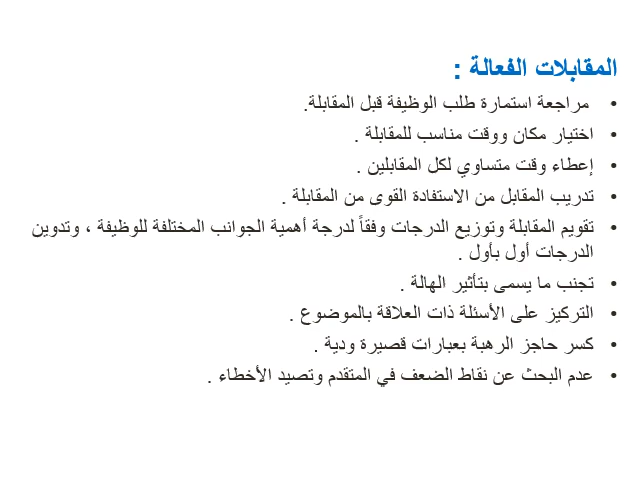 المقابلات الفعالة :
• مراجعة استمارة طلب الوظيفة قبل المقابلة.
• اختيار مكان ووقت مناسب للمقابلة .
• إعطاء وقت متساوي لكل المقابلين .
• تدريب المقابل من الاستفادة القوى من المقابلة .
• تقويم المقابلة وتوزيع الدرجات وفقاً لدرجة أهمية الجوانب المختلفة للوظيفة ، وتدوين
الدرجات أول بأول .
• تجنب ما يسمى بتأثير الهالة .
• التركيز على الأسئلة ذات العلاقة بالموضوع .
• كسر حاجز الرهبة بعبارات قصيرة ودية .
• عدم البحث عن نقاط الضعف في المتقدم وتصيد الأخطاء .